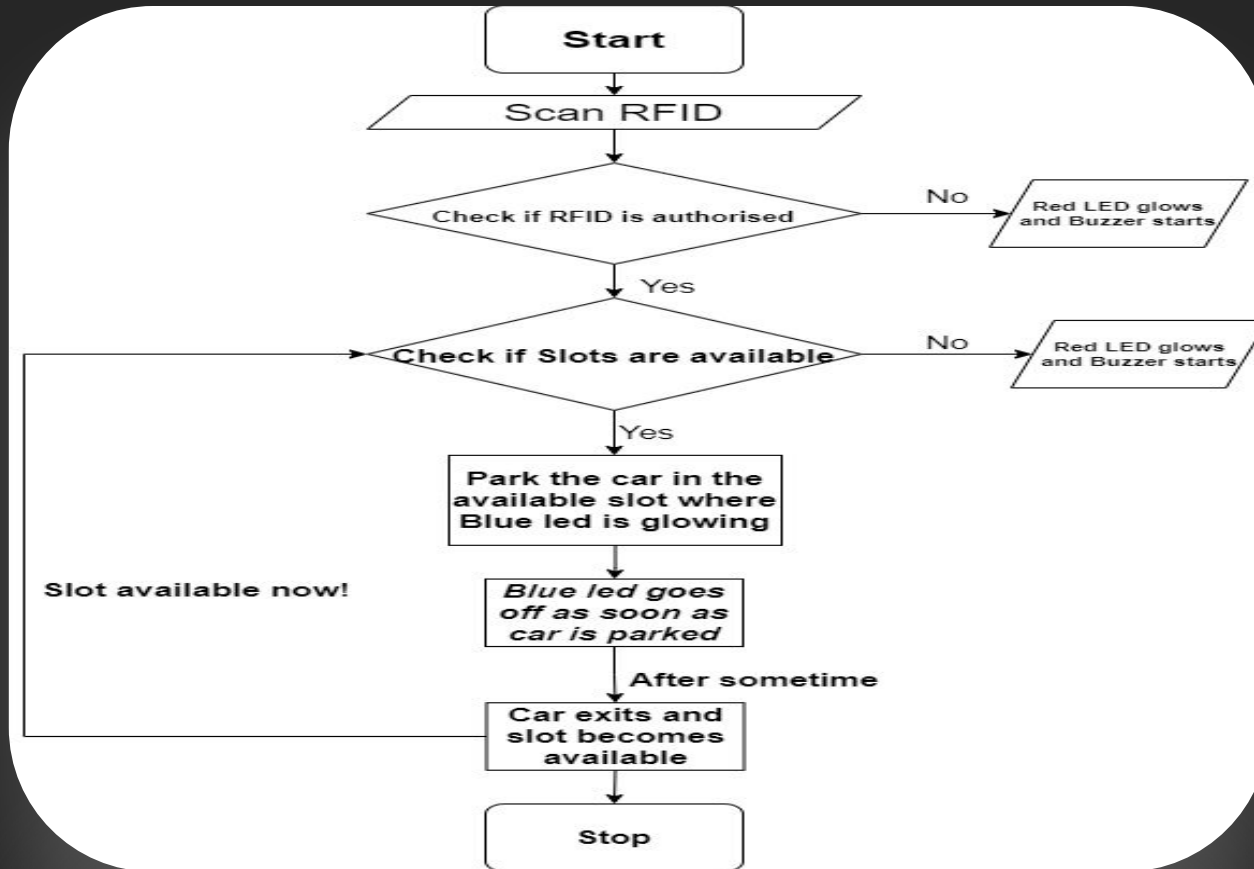 Start
Scan RFID
Check if RFID is authorised
No
Red LED glows
and Buzzer starts
Yes
Check if Slots are available
No
Red LED glows
and Buzzer starts
Yes
Park the car in the
available slot where
Blue led is glowing
Slot available now!
Blue led goes
off as soon as
car is parked
After sometime
Car exits and
slot becomes
available
Stop